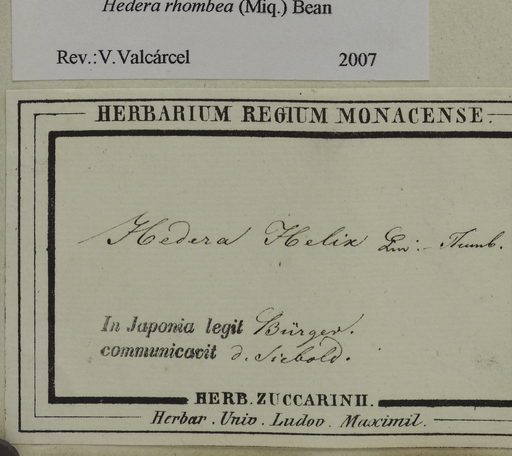 Hedera rhombea (Miq.) Bean
Rev.: V. Valcárcel 2007
HERBARIUM REGIUM MONACENSE.
Hedera Helix Lin: - Thunb.
In Japonia legit Bürger.
communicavit d. Siebold.
HERB. ZUCCARINII.
Herbar. Univ. Ludov. Maximil.